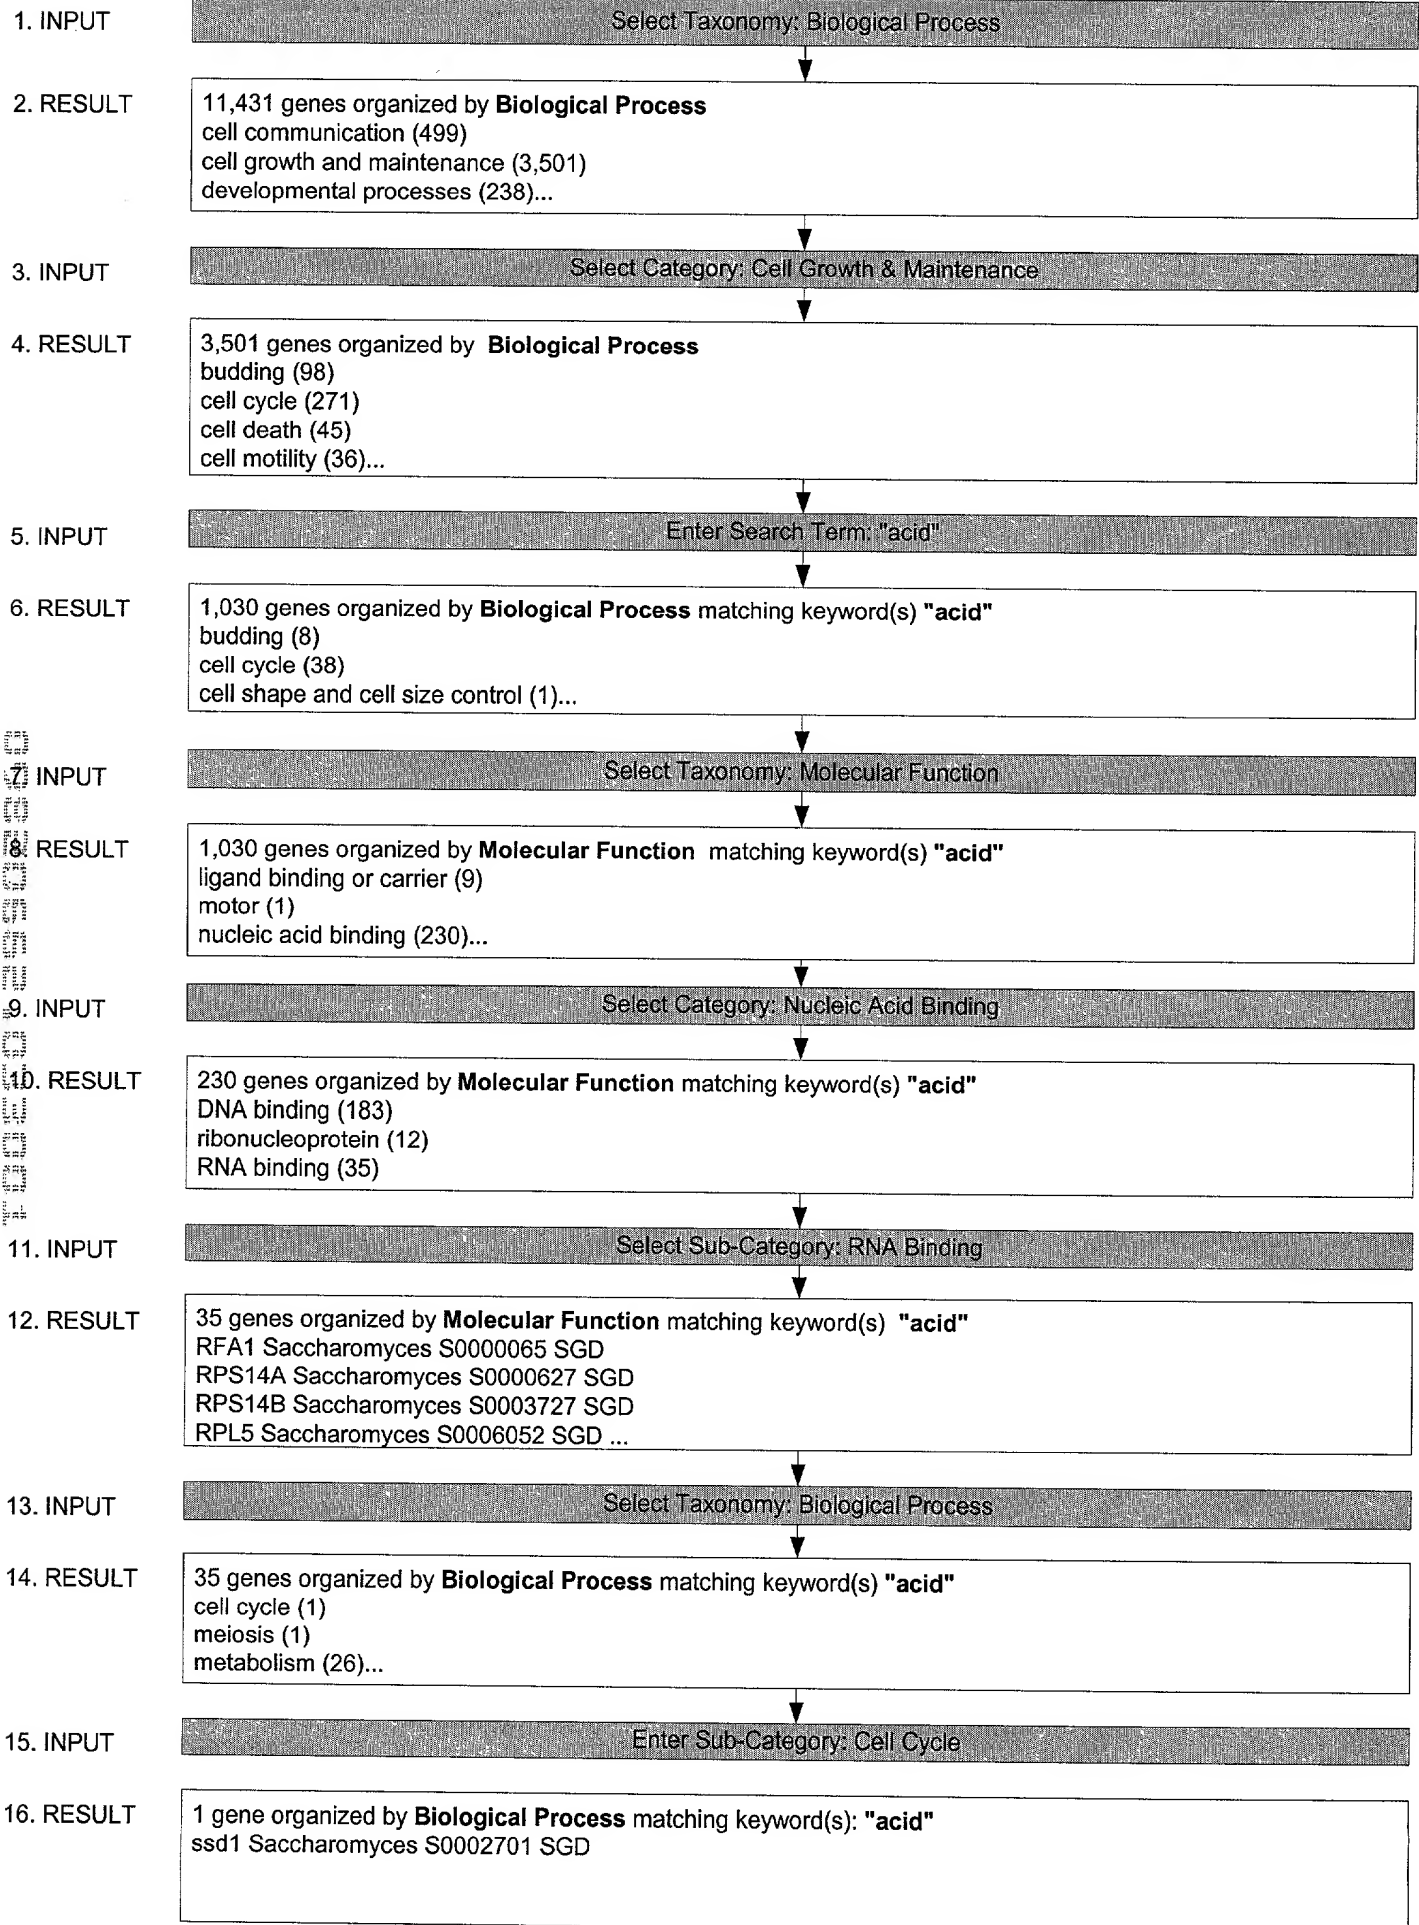 1. INPUT
Select Taxonomy: Biological Process
2. RESULT
11,431 genes organized by Biological Process
cell communication (499)
cell growth and maintenance (3,501)
developmental processes (238)...
3. INPUT
Select Category: Cell Growth & Maintenance
4. RESULT
3,501 genes organized by Biological Process
budding (98)
cell cycle (271)
cell death (45)
cell motility (36)...
5. INPUT
Enter Search Term: "acid"
6. RESULT
1,030 genes organized by Biological Process matching keyword(s) "acid"
budding (8)
cell cycle (38)
cell shape and cell size control (1)...
7. INPUT
Select Taxonomy: Molecular Function
8. RESULT
1,030 genes organized by Molecular Function matching keyword(s) "acid"
ligand binding or carrier (9)
motor (1)
nucleic acid binding (230)...
9. INPUT
Select Category: Nucleic Acid Binding
10. RESULT
230 genes organized by Molecular Function matching keyword(s) "acid"
DNA binding (183)
ribonucleoprotein (12)
RNA binding (35)
11. INPUT
Select Sub-Category: RNA Binding
12. RESULT
35 genes organized by Molecular Function matching keyword(s) "acid"
RFA1 Saccharomyces S0000065 SGD
RPS14A Saccharomyces S0000627 SGD
RPS14B Saccharomyces S0003727 SGD
RPL5 Saccharomyces S0006052 SGD ...
13. INPUT
Select Taxonomy: Biological Process
14. RESULT
35 genes organized by Biological Process matching keyword(s) "acid"
cell cycle (1)
meiosis (1)
metabolism (26)...
15. INPUT
Enter Sub-Category: Cell Cycle
16. RESULT
1 gene organized by Biological Process matching keyword(s): "acid"
ssd1 Saccharomyces S0002701 SGD